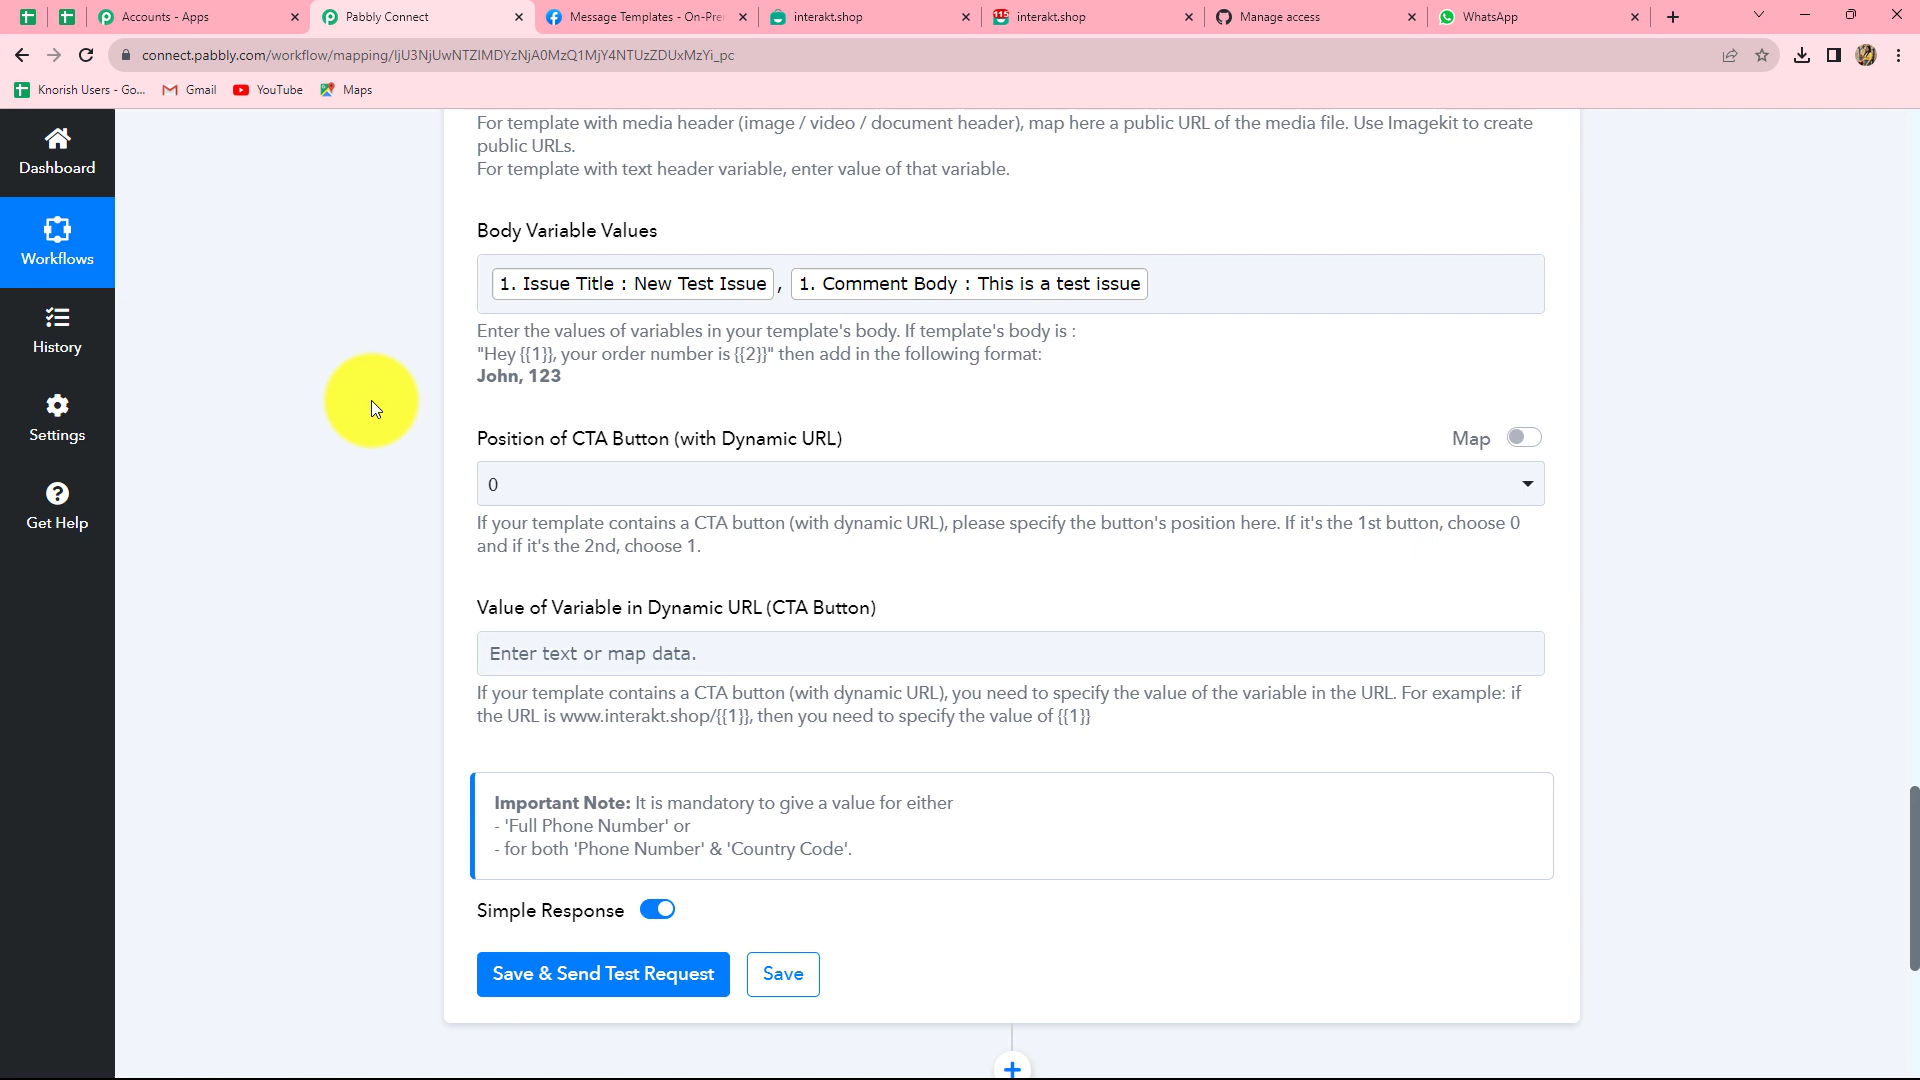 Accounts - Apps
Pabbly Connect
Message Templates - On-Pre
interakt.shop
115
interakt.shop
Manage access
WhatsApp
connect.pabbly.com/workflow/mapping/IjU3NjUwNTZlMDYzNjA0MzQ1MjY4NTUzZDUxMzYi_pc
Knorish Users - Go...
Gmail
YouTube
Maps
Dashboard
Workflows
History
Settings
Get Help
For template with media header (image / video / document header), map here a public URL of the media file. Use Imagekit to create
public URLs.
For template with text header variable, enter value of that variable.
Body Variable Values
1. Issue Title : New Test Issue , 1. Comment Body : This is a test issue
Enter the values of variables in your template's body. If template's body is :
"Hey {{1}}, your order number is {{2}}" then add in the following format:
John, 123
Position of CTA Button (with Dynamic URL)
Map
0
If your template contains a CTA button (with dynamic URL), please specify the button's position here. If it's the 1st button, choose 0
and if it's the 2nd, choose 1.
Value of Variable in Dynamic URL (CTA Button)
Enter text or map data.
If your template contains a CTA button (with dynamic URL), you need to specify the value of the variable in the URL. For example: if
the URL is www.interakt.shop/{{1}}, then you need to specify the value of {{1}}
Important Note: It is mandatory to give a value for either
- 'Full Phone Number' or
- for both 'Phone Number' & 'Country Code'.
Simple Response
Save & Send Test Request
Save